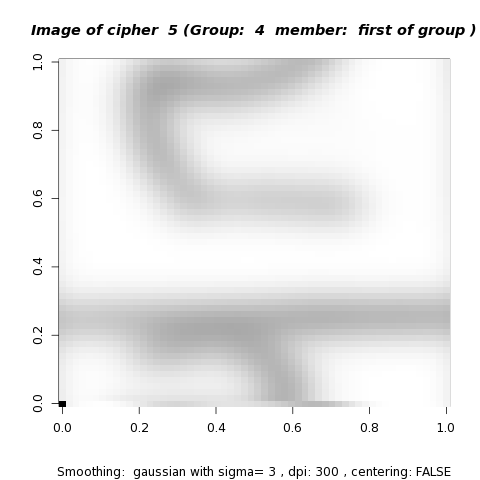 Image of cipher 5 (Group: 4 member: first of group )
1.0
0.8
0.6
0.4
0.2
0.0
0.0 0.2 0.4 0.6 0.8 1.0
Smoothing: gaussian with sigma= 3 , dpi: 300 , centering: FALSE